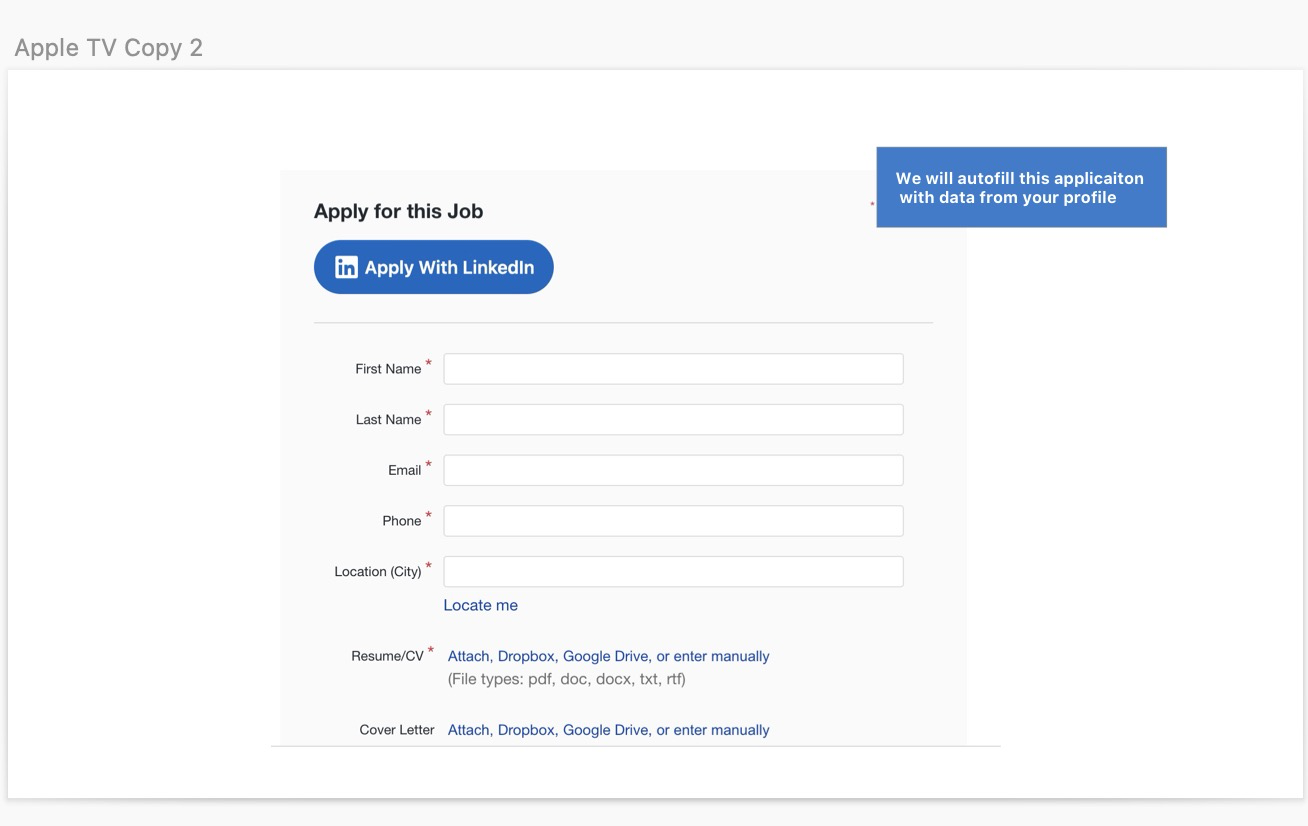 Apple TV Copy 2
We will autofill this applicaiton
with data from your profile
Apply for this Job
*
in Apply With LinkedIn
First Name *
Last Name *
Email *
Phone *
Location (City) *
Locate me
Resume/CV * Attach, Dropbox, Google Drive, or enter manually
(File types: pdf, doc, docx, txt, rtf)
Cover Letter Attach, Dropbox, Google Drive, or enter manually